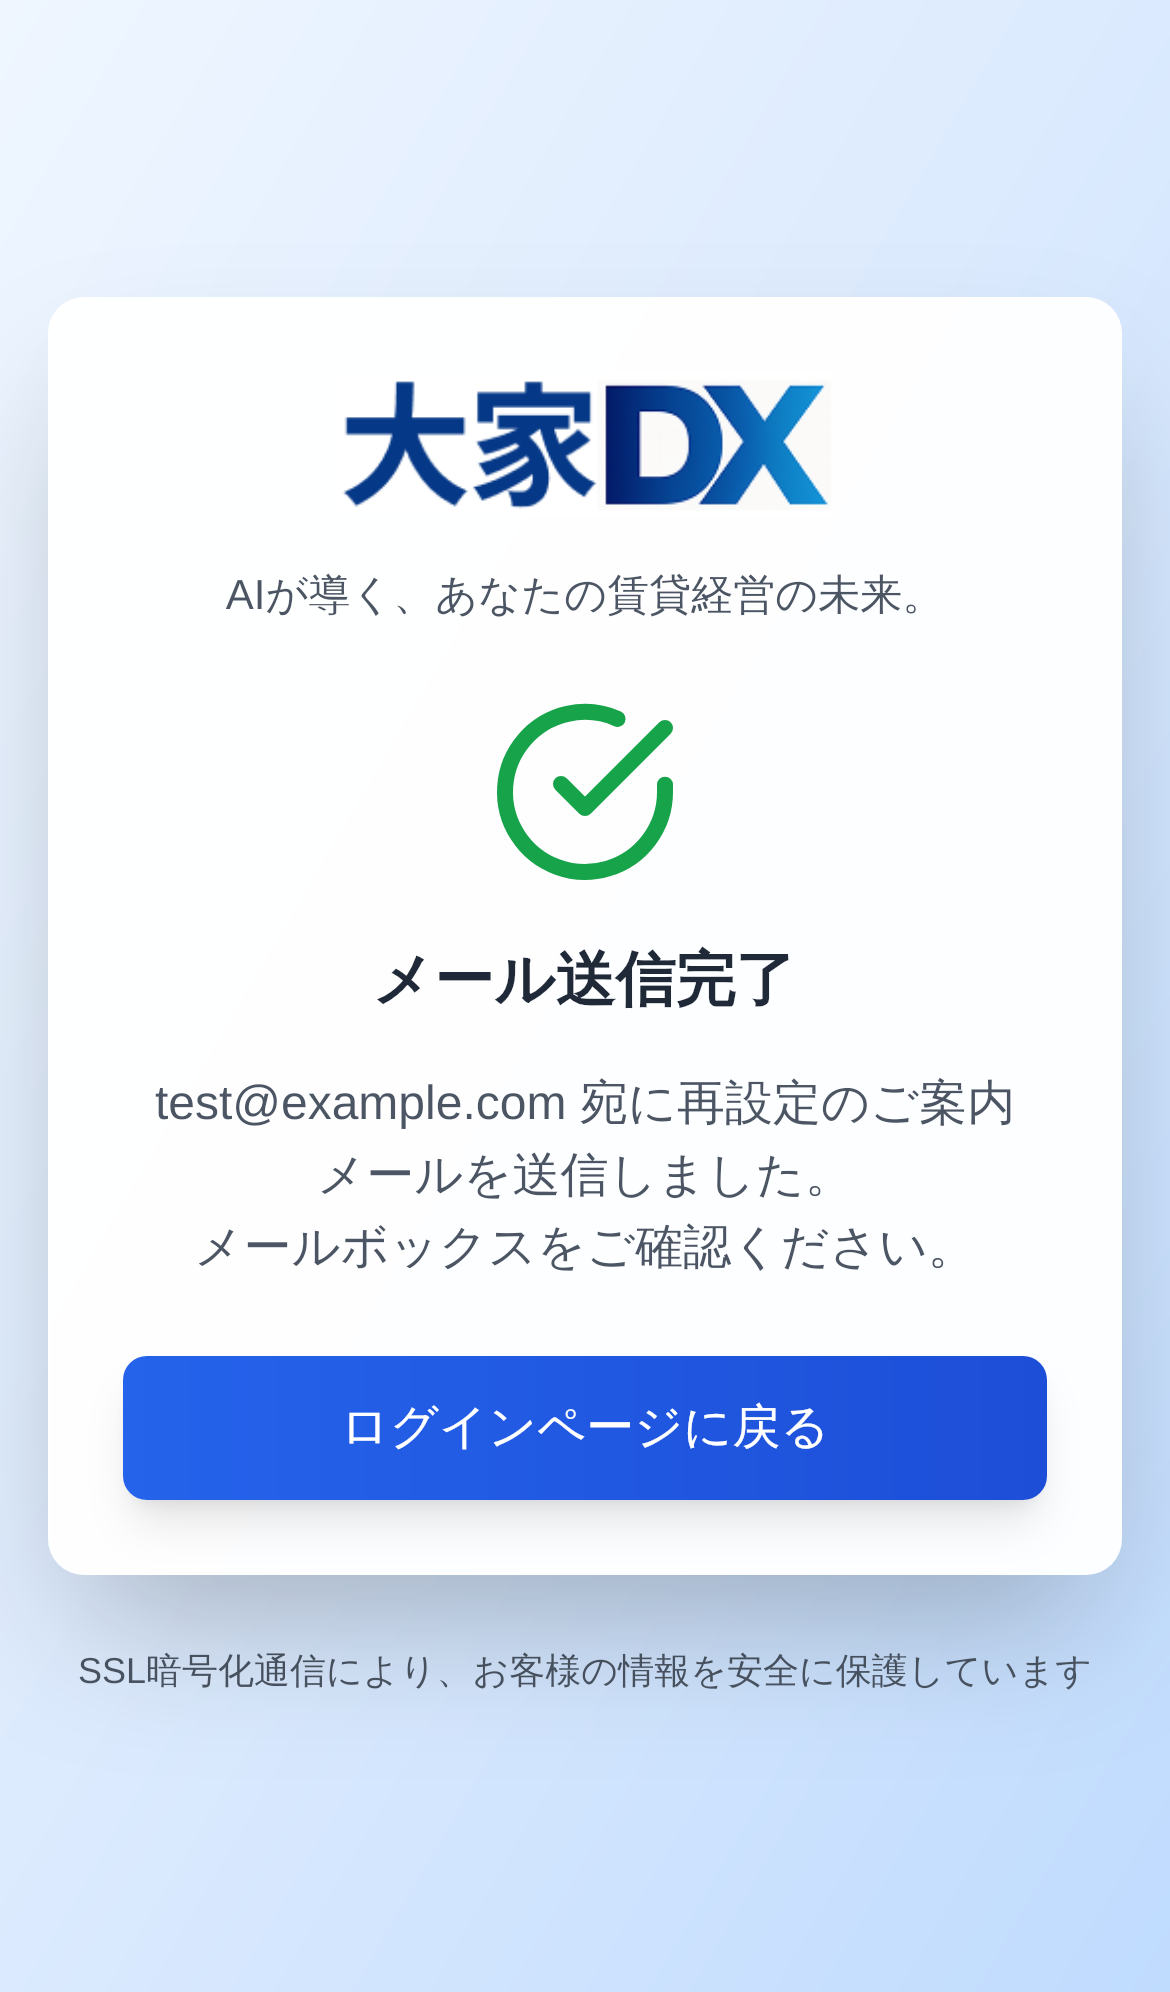 大家DX
AIが導く、あなたの賃貸経営の未来。
メール送信完了
test@example.com 宛に再設定のご案内
メールを送信しました。
メールボックスをご確認ください。
ログインページに戻る
SSL暗号化通信により、お客様の情報を安全に保護しています